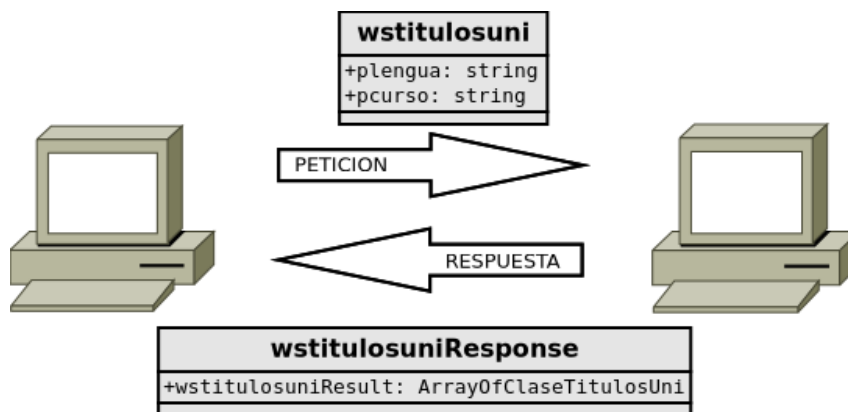 wstitulosuni
+plengua: string
+pcurso: string
PETICION
RESPUESTA
wstitulosuniResponse
+wstitulosuniResult: ArrayOfClaseTitulosUni